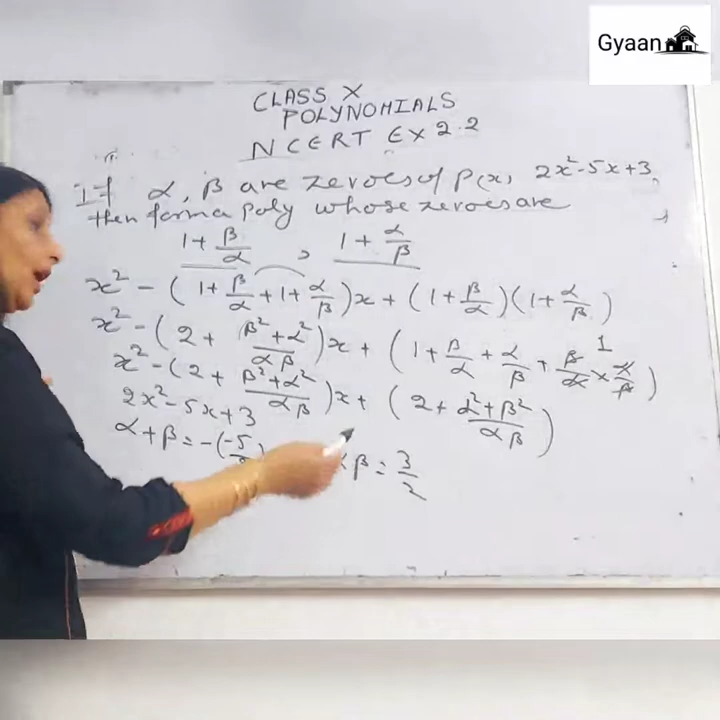 Gyaan
CLASS X
POLYNOMIALS
NCERT EX 2.2
If α, β are zeroes of P(x), 2x²-5x+3,
then form a poly whose zeroes are
1 + β/α , 1 + α/β
x² - (1 + β/α + 1 + α/β)x + (1 + β/α)(1 + α/β)
x² - (2 + (β² + α²)/αβ)x + (1 + β/α + α/β + β/α × α/β) 1
x² - (2 + (β² + α²)/αβ)x + (2 + (α² + β²)/αβ)
2x² - 5x + 3
α + β = -(-5/ ) β = 3/2